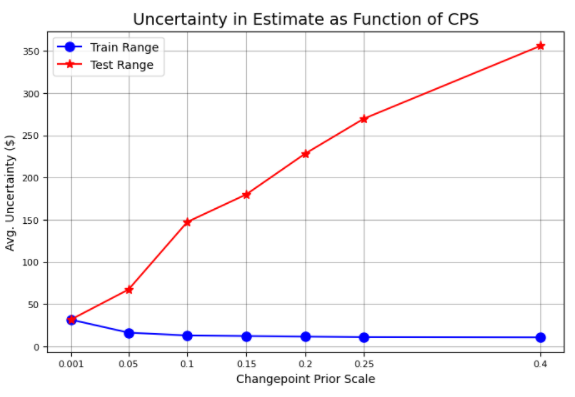 Uncertainty in Estimate as Function of CPS
Train Range
Test Range
Avg. Uncertainty ($)
350
300
250
200
150
100
50
0
0.001 0.05 0.1 0.15 0.2 0.25 0.4
Changepoint Prior Scale